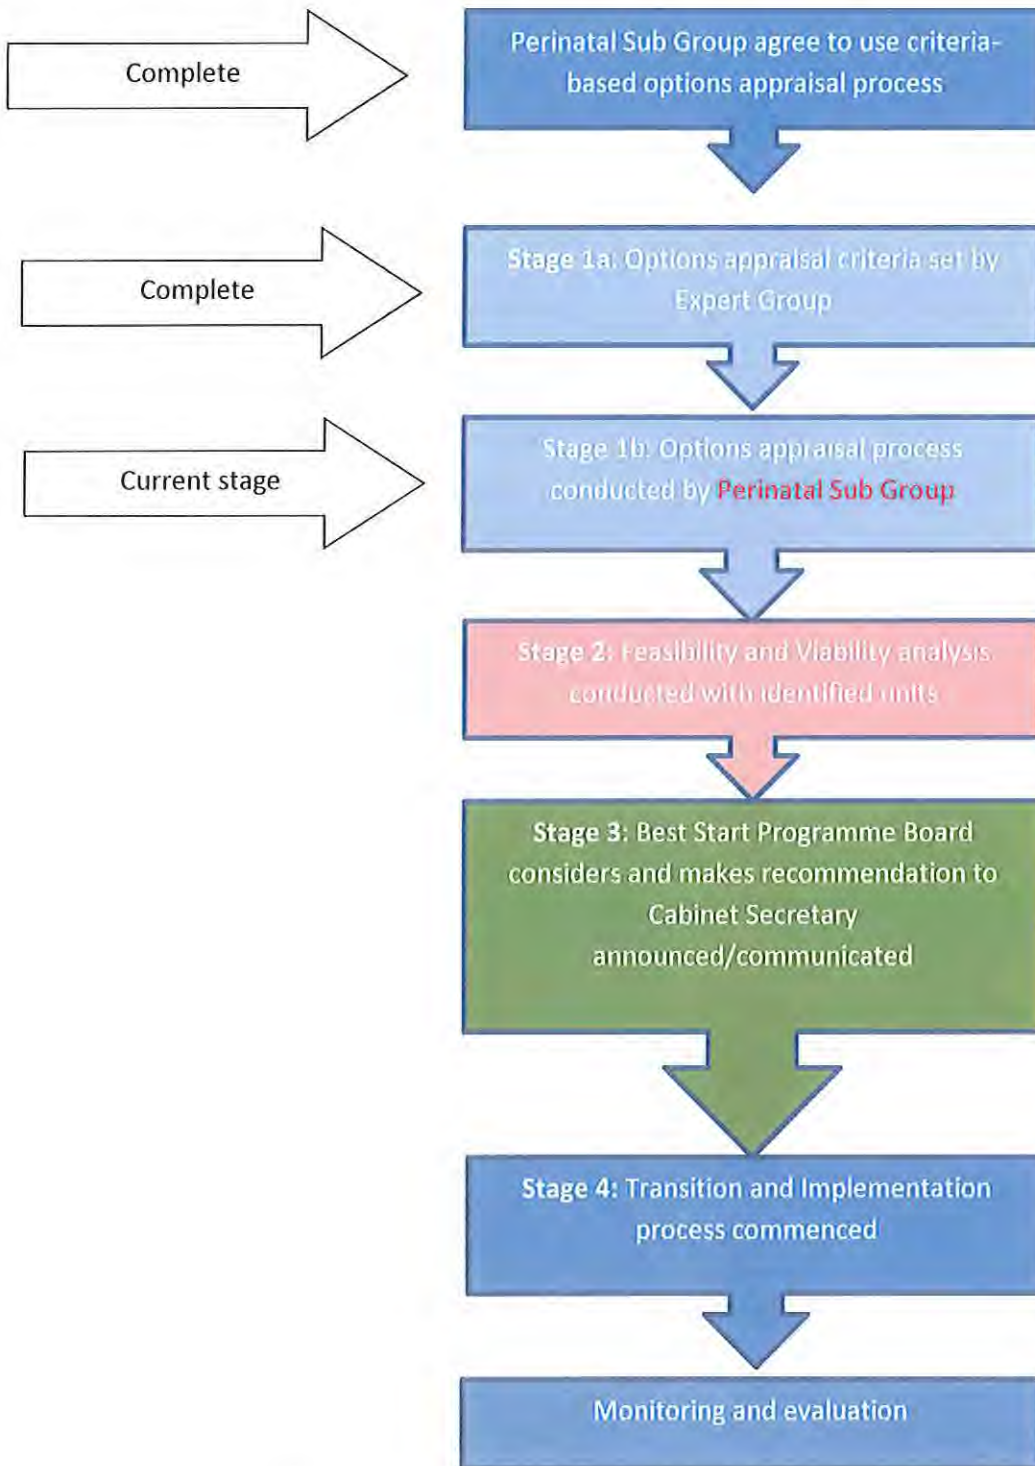 Complete
Perinatal Sub Group agree to use criteria-
based options appraisal process
Complete
Stage 1a: Options appraisal criteria set by
Expert Group
Current stage
Stage 1b: Options appraisal process
conducted by Perinatal Sub Group
Stage 2: Feasibility and Viability analysis
conducted with identified units
Stage 3: Best Start Programme Board
considers and makes recommendation to
Cabinet Secretary
announced/communicated
Stage 4: Transition and Implementation
process commenced
Monitoring and evaluation